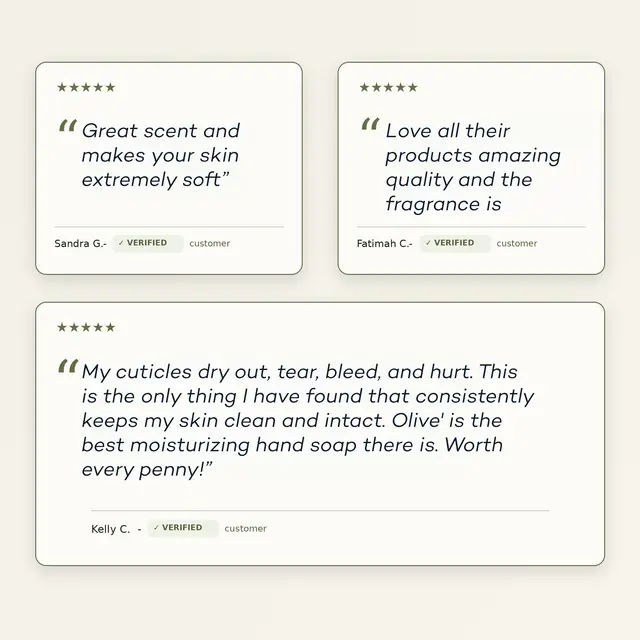 ★★★★★
“Great scent and
makes your skin
extremely soft”
Sandra G.- ✓ VERIFIED customer
★★★★★
“Love all their
products amazing
quality and the
fragrance is
Fatimah C.- ✓ VERIFIED customer
★★★★★
“My cuticles dry out, tear, bleed, and hurt. This
is the only thing I have found that consistently
keeps my skin clean and intact. Olive' is the
best moisturizing hand soap there is. Worth
every penny!”
Kelly C. - ✓ VERIFIED customer